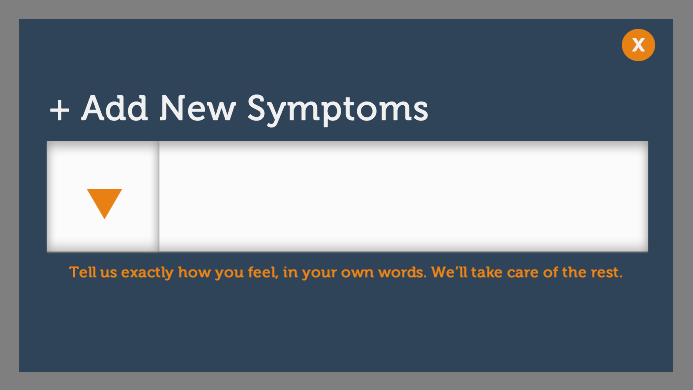 X
+ Add New Symptoms
Tell us exactly how you feel, in your own words. We'll take care of the rest.